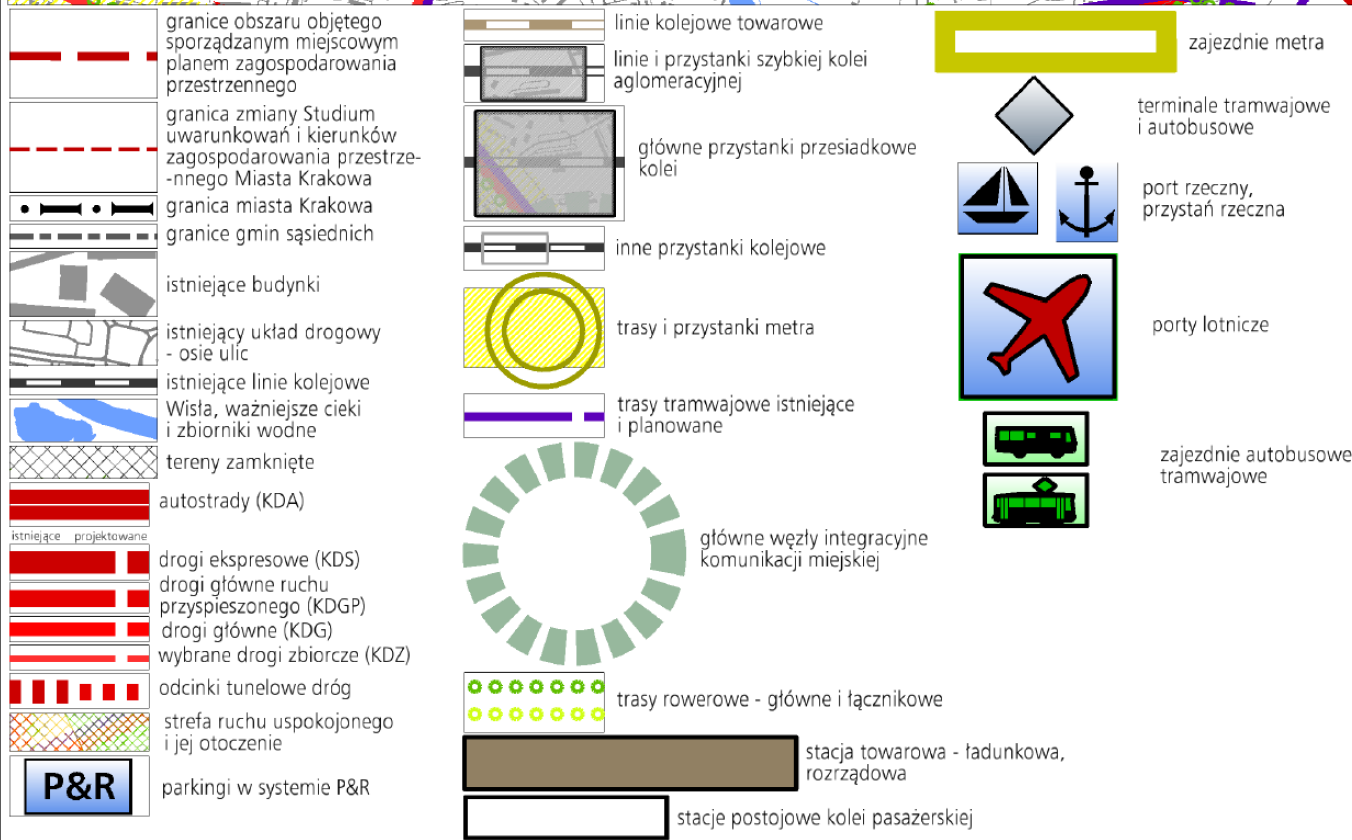 granice obszaru objętego
sporządzanym miejscowym
planem zagospodarowania
przestrzennego
granica zmiany Studium
uwarunkowań i kierunków
zagospodarowania przestrze-
-nnego Miasta Krakowa
granica miasta Krakowa
granice gmin sąsiednich
istniejące budynki
istniejący układ drogowy
- osie ulic
istniejące linie kolejowe
Wisła, ważniejsze cieki
i zbiorniki wodne
tereny zamknięte
autostrady (KDA)
istniejące projektowane
drogi ekspresowe (KDS)
drogi główne ruchu
przyspieszonego (KDGP)
drogi główne (KDG)
wybrane drogi zbiorcze (KDZ)
odcinki tunelowe dróg
strefa ruchu uspokojonego
i jej otoczenie
P&R
parkingi w systemie P&R
linie kolejowe towarowe
linie i przystanki szybkiej kolei
aglomeracyjnej
główne przystanki przesiadkowe
kolei
inne przystanki kolejowe
trasy i przystanki metra
trasy tramwajowe istniejące
i planowane
główne węzły integracyjne
komunikacji miejskiej
trasy rowerowe - główne i łącznikowe
stacja towarowa - ładunkowa,
rozrządowa
stacje postojowe kolei pasażerskiej
zajezdnie metra
terminale tramwajowe
i autobusowe
port rzeczny,
przystań rzeczna
porty lotnicze
zajezdnie autobusowe
tramwajowe